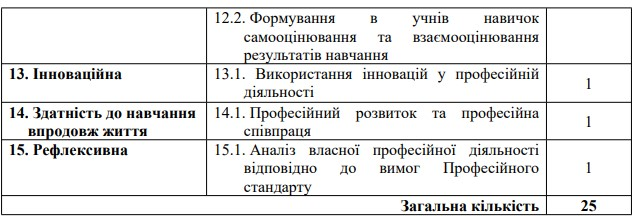 12.2. Формування в учнів навичок
самооцінювання та взаємооцінювання
результатів навчання
13. Інноваційна
13.1. Використання інновацій у професійній
діяльності
1
14. Здатність до навчання
впродовж життя
14.1. Професійний розвиток та професійна
співпраця
1
15. Рефлексивна
15.1. Аналіз власної професійної діяльності
відповідно до вимог Професійного
стандарту
1
Загальна кількість 25